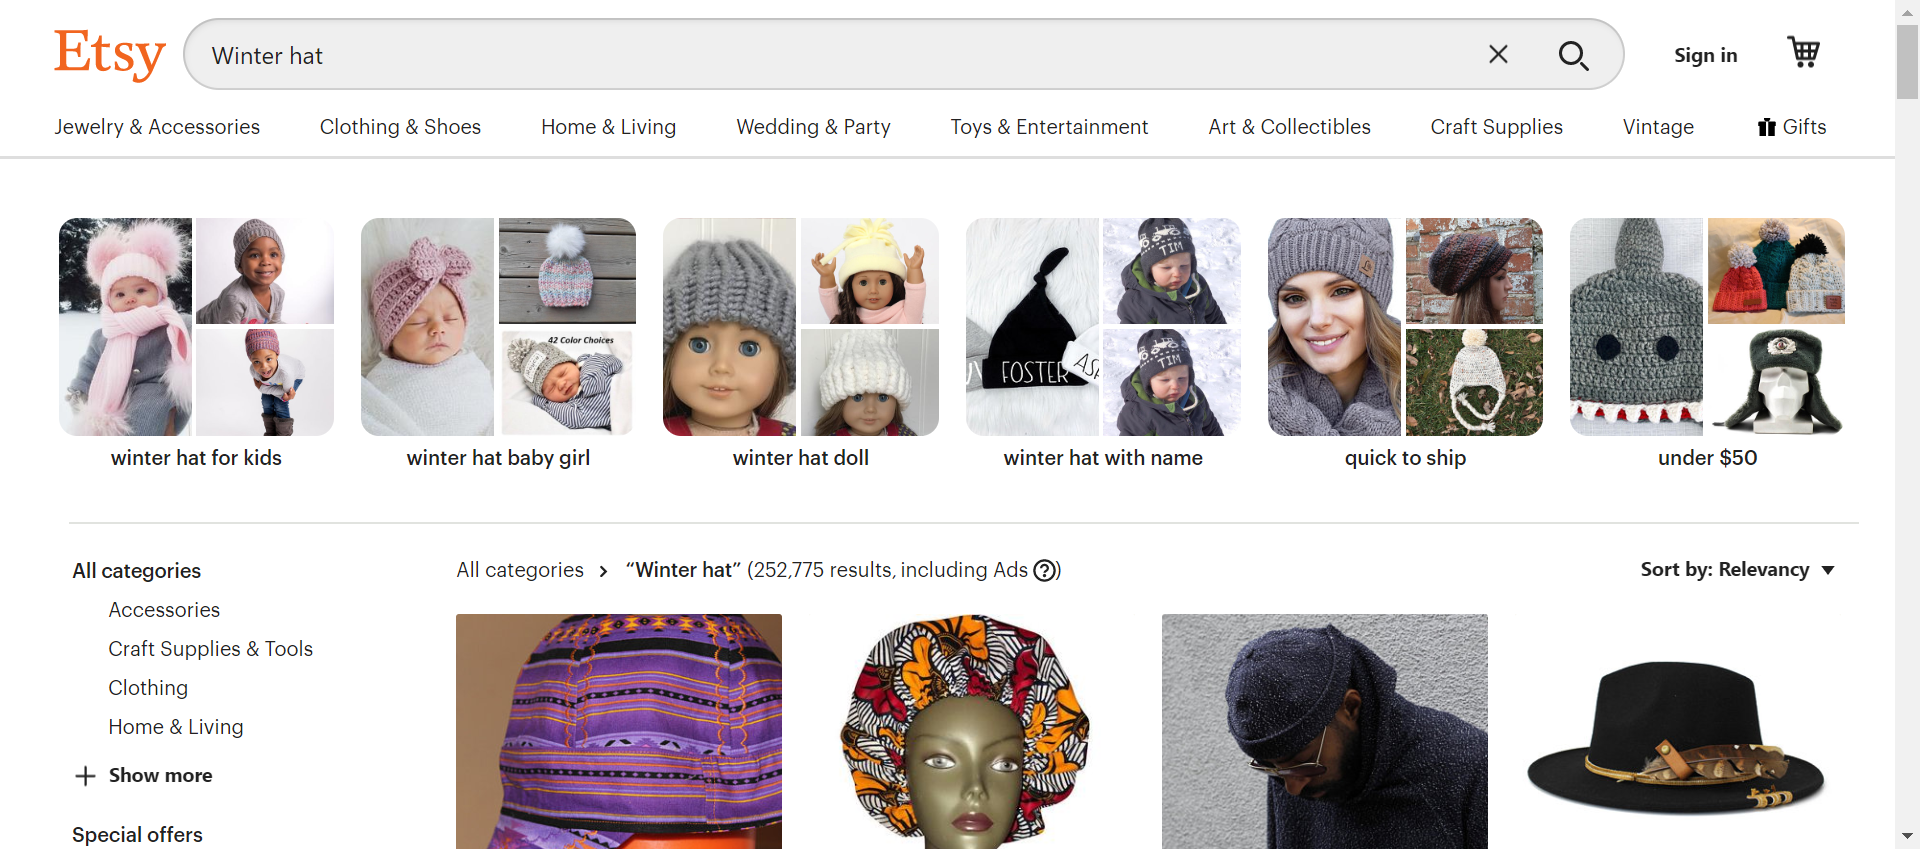 Etsy
Winter hat
Sign in
Jewelry & Accessories
Clothing & Shoes
Home & Living
Wedding & Party
Toys & Entertainment
Art & Collectibles
Craft Supplies
Vintage
Gifts
TIM
42 Color Choices
FOSTER
TIM
winter hat for kids
winter hat baby girl
winter hat doll
winter hat with name
quick to ship
under $50
All categories
Accessories
Craft Supplies & Tools
Clothing
Home & Living
Show more
Special offers
All categories > “Winter hat” (252,775 results, including Ads ?)
Sort by: Relevancy